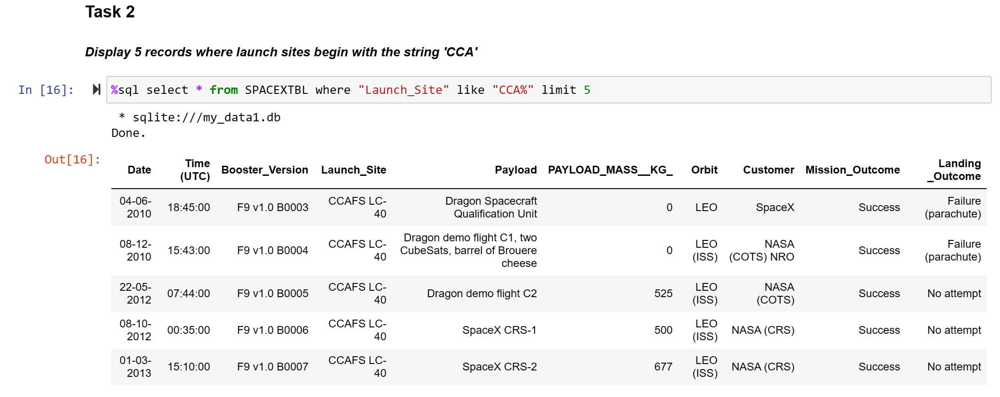 Task 2
Display 5 records where launch sites begin with the string 'CCA'
In [16]: %sql select * from SPACEXTBL where "Launch_Site" like "CCA%" limit 5
* sqlite:///my_data1.db
Done.
Out[16]:
Date Time (UTC) Booster_Version Launch_Site Payload PAYLOAD_MASS__KG_ Orbit Customer Mission_Outcome Landing _Outcome
04-06-2010 18:45:00 F9 v1.0 B0003 CCAFS LC-40 Dragon Spacecraft Qualification Unit 0 LEO SpaceX Success Failure (parachute)
08-12-2010 15:43:00 F9 v1.0 B0004 CCAFS LC-40 Dragon demo flight C1, two CubeSats, barrel of Brouere cheese 0 LEO (ISS) NASA (COTS) NRO Success Failure (parachute)
22-05-2012 07:44:00 F9 v1.0 B0005 CCAFS LC-40 Dragon demo flight C2 525 LEO (ISS) NASA (COTS) Success No attempt
08-10-2012 00:35:00 F9 v1.0 B0006 CCAFS LC-40 SpaceX CRS-1 500 LEO (ISS) NASA (CRS) Success No attempt
01-03-2013 15:10:00 F9 v1.0 B0007 CCAFS LC-40 SpaceX CRS-2 677 LEO (ISS) NASA (CRS) Success No attempt